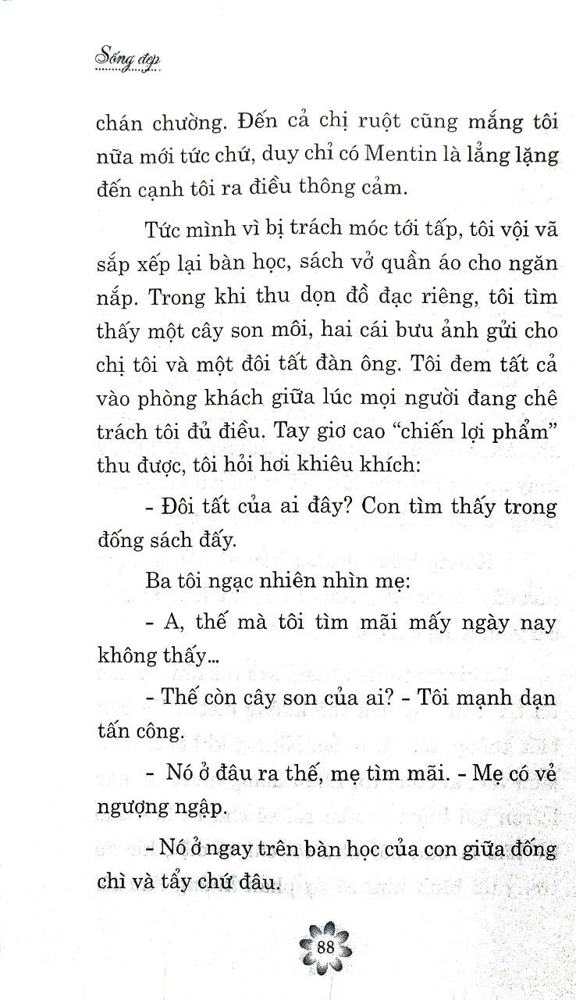 Sống đẹp
chán chường. Đến cả chị ruột cũng mắng tôi
nữa mới tức chứ, duy chỉ có Mentin là lẳng lặng
đến cạnh tôi ra điều thông cảm.
Tức mình vì bị trách móc tới tấp, tôi vội vã
sắp xếp lại bàn học, sách vở quần áo cho ngăn
nắp. Trong khi thu dọn đồ đạc riêng, tôi tìm
thấy một cây son môi, hai cái bưu ảnh gửi cho
chị tôi và một đôi tất đàn ông. Tôi đem tất cả
vào phòng khách giữa lúc mọi người đang chê
trách tôi đủ điều. Tay giơ cao “chiến lợi phẩm”
thu được, tôi hỏi hơi khiêu khích:
- Đôi tất của ai đây? Con tìm thấy trong
đống sách đấy.
Ba tôi ngạc nhiên nhìn mẹ:
- A, thế mà tôi tìm mãi mấy ngày nay
không thấy...
- Thế còn cây son của ai? - Tôi mạnh dạn
tấn công.
- Nó ở đâu ra thế, mẹ tìm mãi. - Mẹ có vẻ
ngượng ngập.
- Nó ở ngay trên bàn học của con giữa đống
chì và tẩy chứ đâu.
88